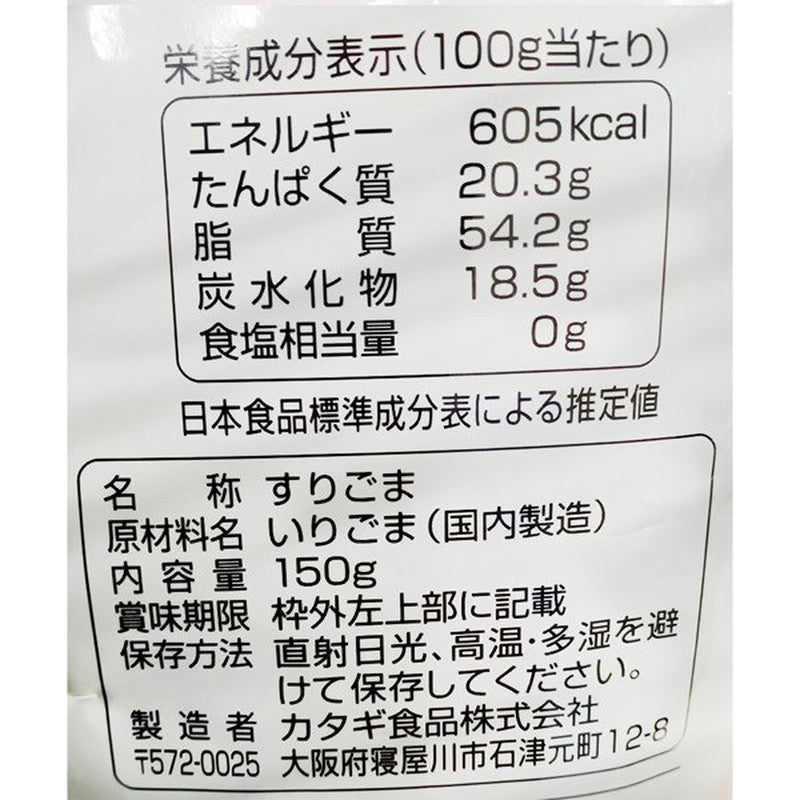 栄養成分表示(100g当たり)
エネルギー 605kcal
たんぱく質 20.3g
脂質 54.2g
炭水化物 18.5g
食塩相当量 0g
日本食品標準成分表による推定値
名称 すりごま
原材料名 いりごま(国内製造)
内容量 150g
賞味期限 枠外左上部に記載
保存方法 直射日光、高温・多湿を避
けて保存してください。
製造者 カタギ食品株式会社
〒572-0025 大阪府寝屋川市石津元町12-8